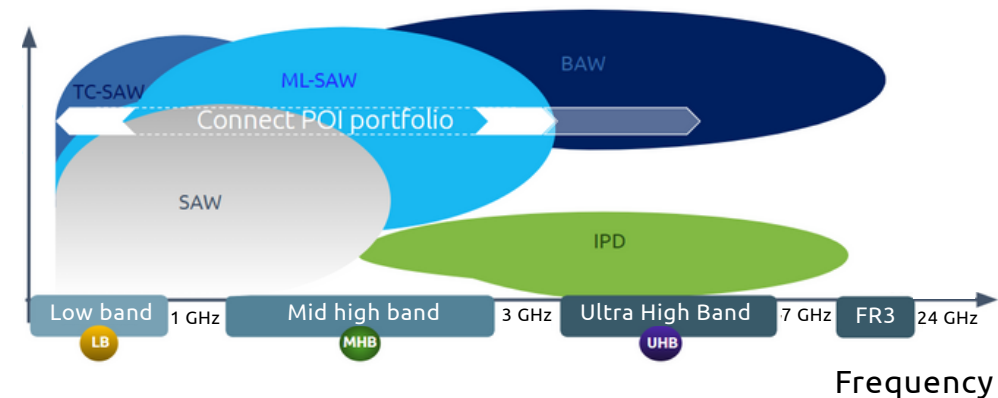 BAW
ML-SAW
TC-SAW
Connect POI portfolio
SAW
IPD
Low band
1 GHz
Mid high band
3 GHz
Ultra High Band
7 GHz
FR3
24 GHz
LB
MHB
UHB
Frequency